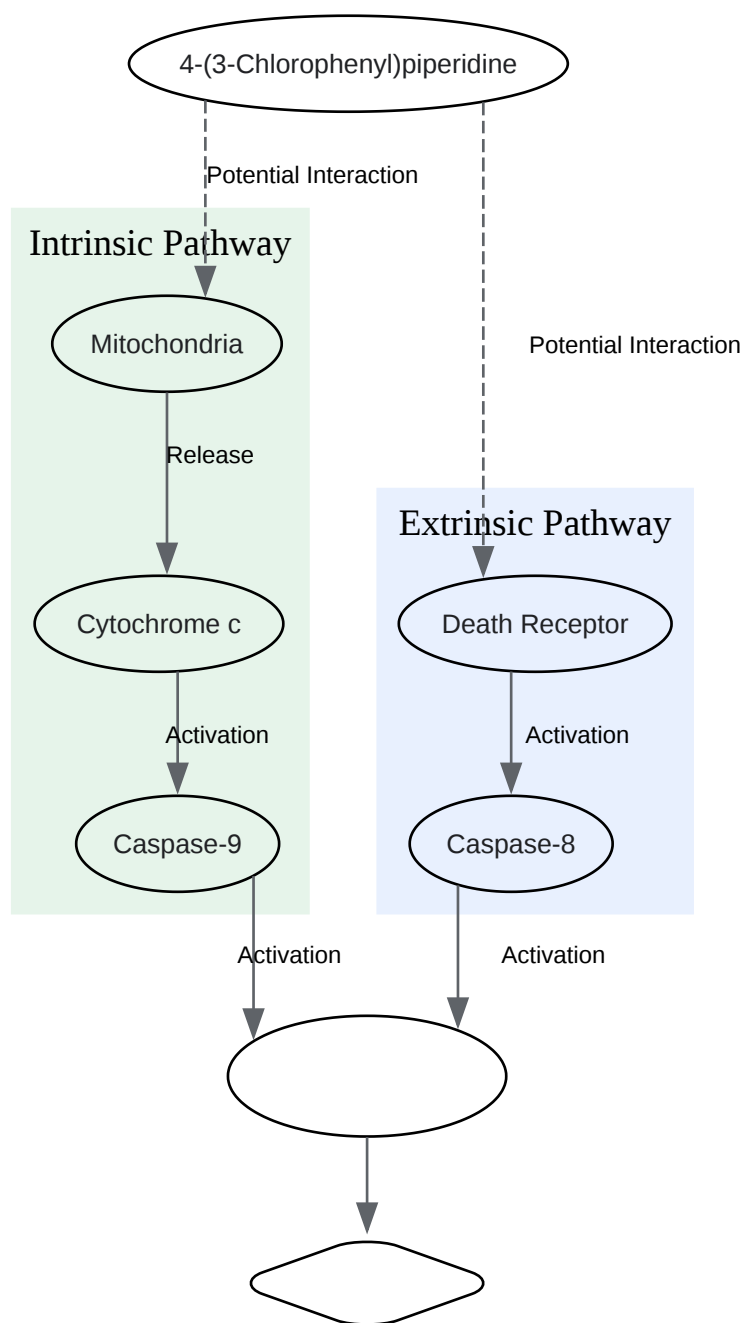 4-(3-Chlorophenyl)piperidine
Potential Interaction
Intrinsic Pathway
Mitochondria
Potential Interaction
Release
Extrinsic Pathway
Cytochrome c
Death Receptor
Activation
Activation
Caspase-9
Caspase-8
Activation
Activation